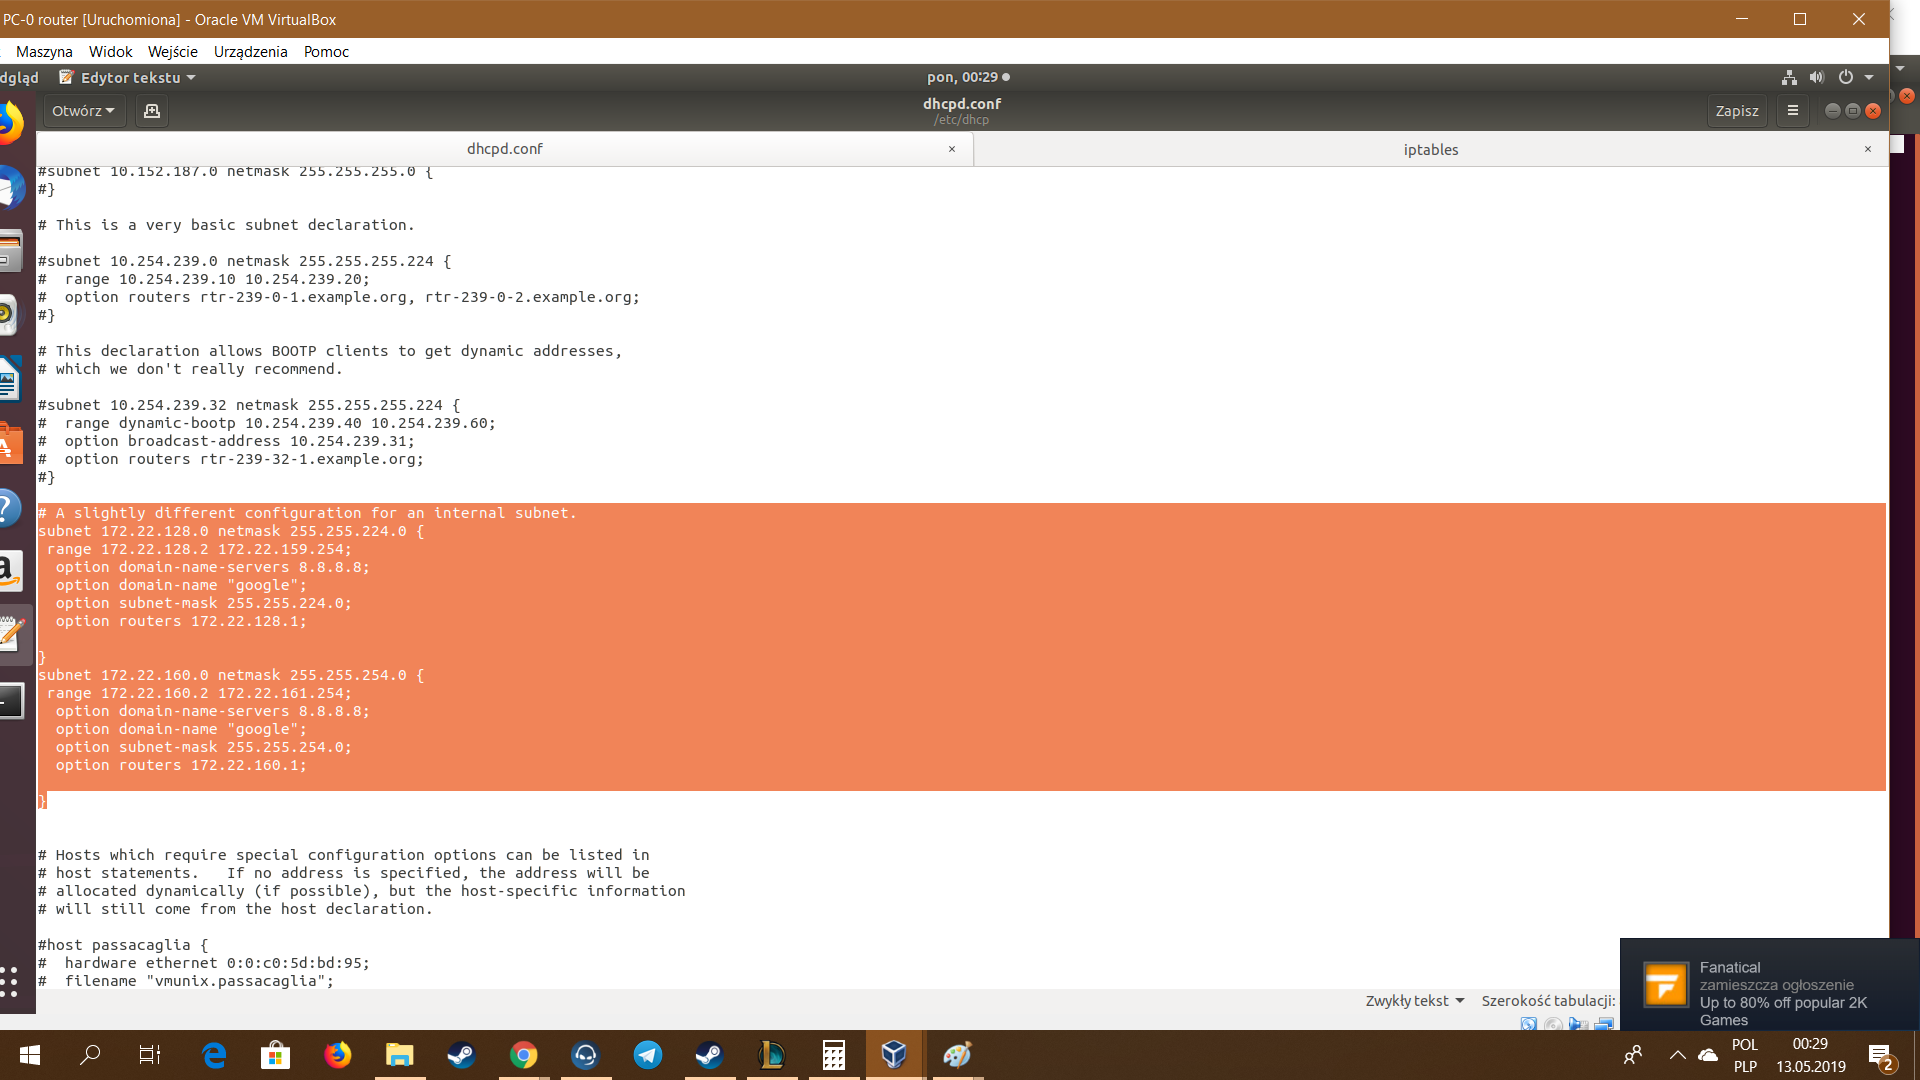 PC-0 router [Uruchomiona] - Oracle VM VirtualBox
Maszyna Widok Wejście Urządzenia Pomoc
dgląd Edytor tekstu pon, 00:29
Otwórz dhcpd.conf Zapisz
/etc/dhcp
dhcpd.conf × iptables ×
#subnet 10.152.187.0 netmask 255.255.255.0 {
#}
# This is a very basic subnet declaration.
#subnet 10.254.239.0 netmask 255.255.255.224 {
#  range 10.254.239.10 10.254.239.20;
#  option routers rtr-239-0-1.example.org, rtr-239-0-2.example.org;
#}
# This declaration allows BOOTP clients to get dynamic addresses,
# which we don't really recommend.
#subnet 10.254.239.32 netmask 255.255.255.224 {
#  range dynamic-bootp 10.254.239.40 10.254.239.60;
#  option broadcast-address 10.254.239.31;
#  option routers rtr-239-32-1.example.org;
#}
# A slightly different configuration for an internal subnet.
subnet 172.22.128.0 netmask 255.255.224.0 {
 range 172.22.128.2 172.22.159.254;
  option domain-name-servers 8.8.8.8;
  option domain-name "google";
  option subnet-mask 255.255.224.0;
  option routers 172.22.128.1;
}
subnet 172.22.160.0 netmask 255.255.254.0 {
 range 172.22.160.2 172.22.161.254;
  option domain-name-servers 8.8.8.8;
  option domain-name "google";
  option subnet-mask 255.255.254.0;
  option routers 172.22.160.1;
}
# Hosts which require special configuration options can be listed in
# host statements.   If no address is specified, the address will be
# allocated dynamically (if possible), but the host-specific information
# will still come from the host declaration.
#host passacaglia {
#  hardware ethernet 0:0:c0:5d:bd:95;
#  filename "vmunix.passacaglia";
Zwykły tekst Szerokość tabulacji:
Fanatical
zamieszcza ogłoszenie
Up to 80% off popular 2K
Games
POL
PLP
00:29
13.05.2019
2